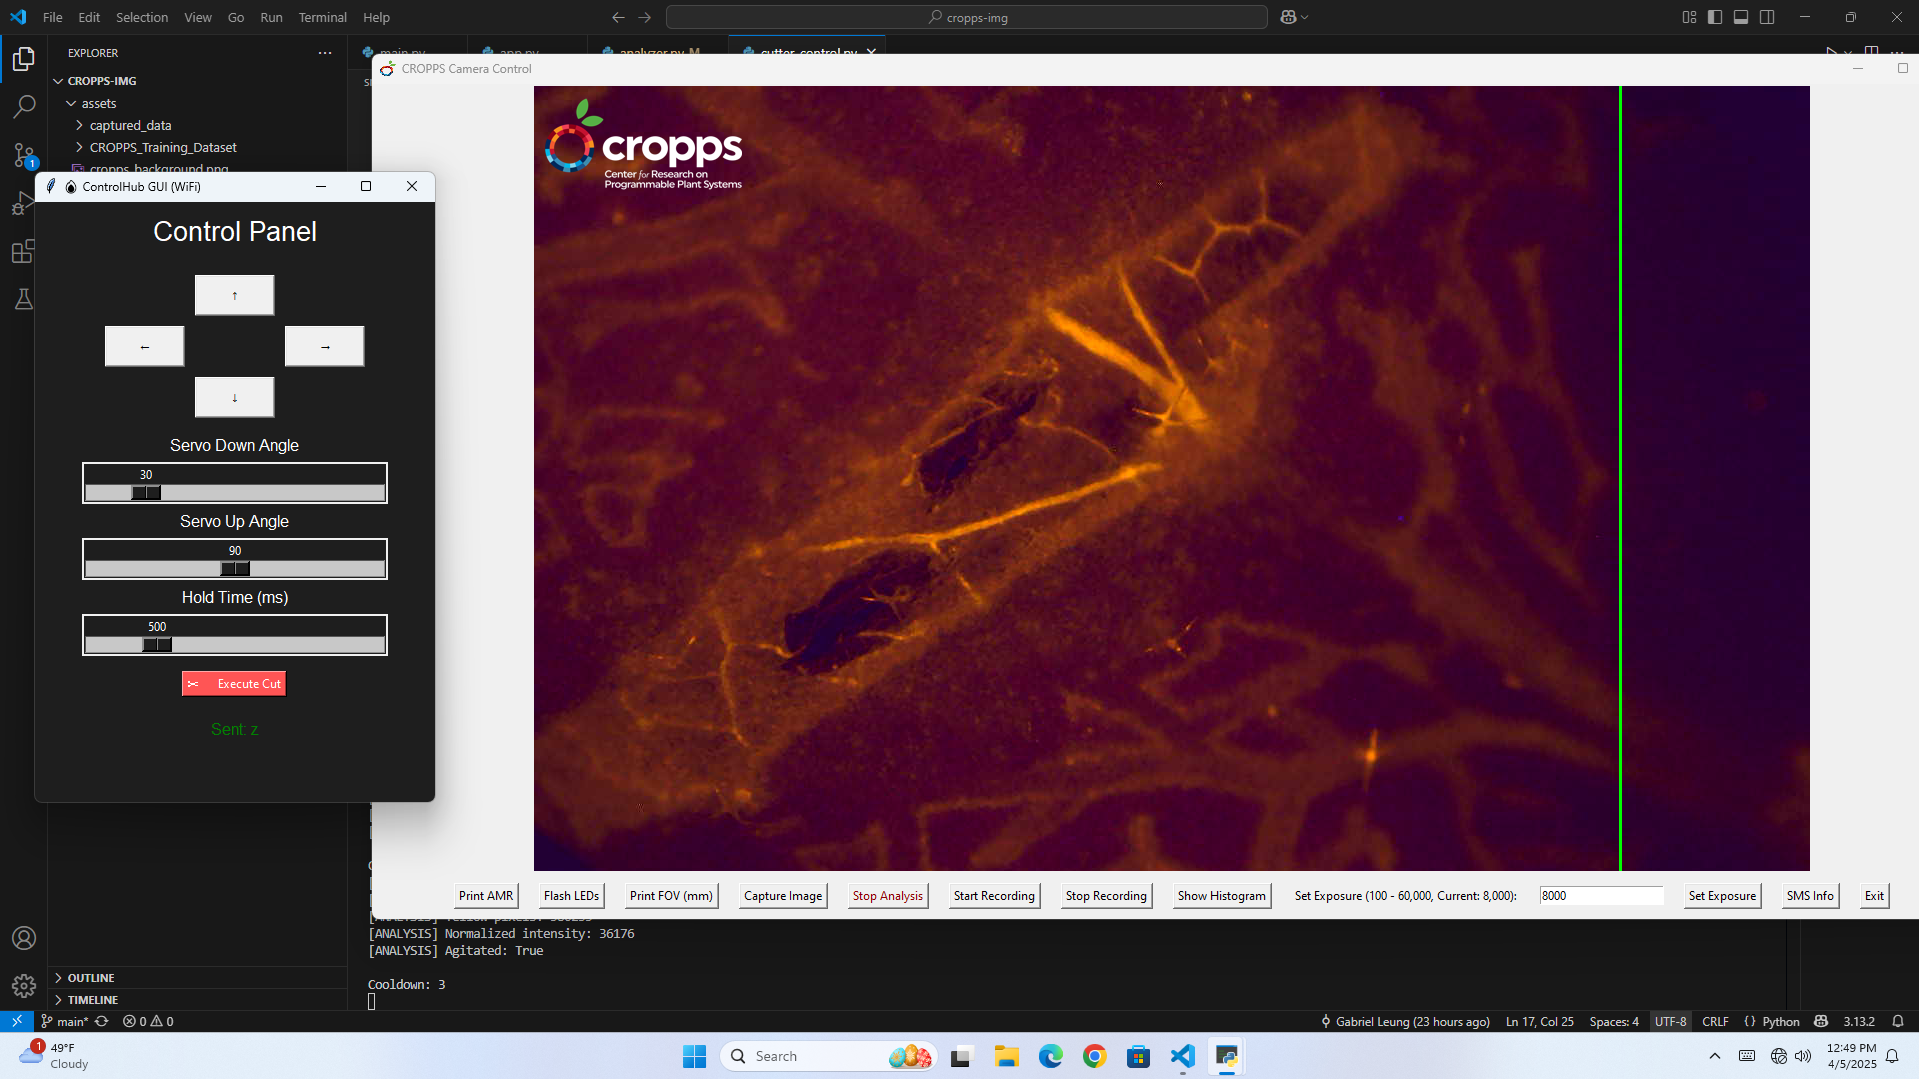 File Edit Selection View Go Run Terminal Help
cropps-img
EXPLORER
main.py
app.py
analyzer.py M
cutter_control.py
CROPPS-IMG
assets
captured_data
CROPPS_Training_Dataset
cropps_background.png
1
CROPPS Camera Control
cropps
Center for Research on
Programmable Plant Systems
ControlHub GUI (WiFi)
Control Panel
↑
← →
↓
Servo Down Angle
30
Servo Up Angle
90
Hold Time (ms)
500
Execute Cut
Sent: z
Print AMR Flash LEDs Print FOV (mm) Capture Image Stop Analysis Start Recording Stop Recording Show Histogram Set Exposure (100 - 60,000, Current: 8,000): 8000 Set Exposure SMS Info Exit
[ANALYSIS] Normalized intensity: 36176
[ANALYSIS] Agitated: True
Cooldown: 3
OUTLINE
TIMELINE
main* 0 0 Gabriel Leung (23 hours ago) Ln 17, Col 25 Spaces: 4 UTF-8 CRLF Python 3.13.2
1
49°F
Cloudy
Search
12:49 PM
4/5/2025